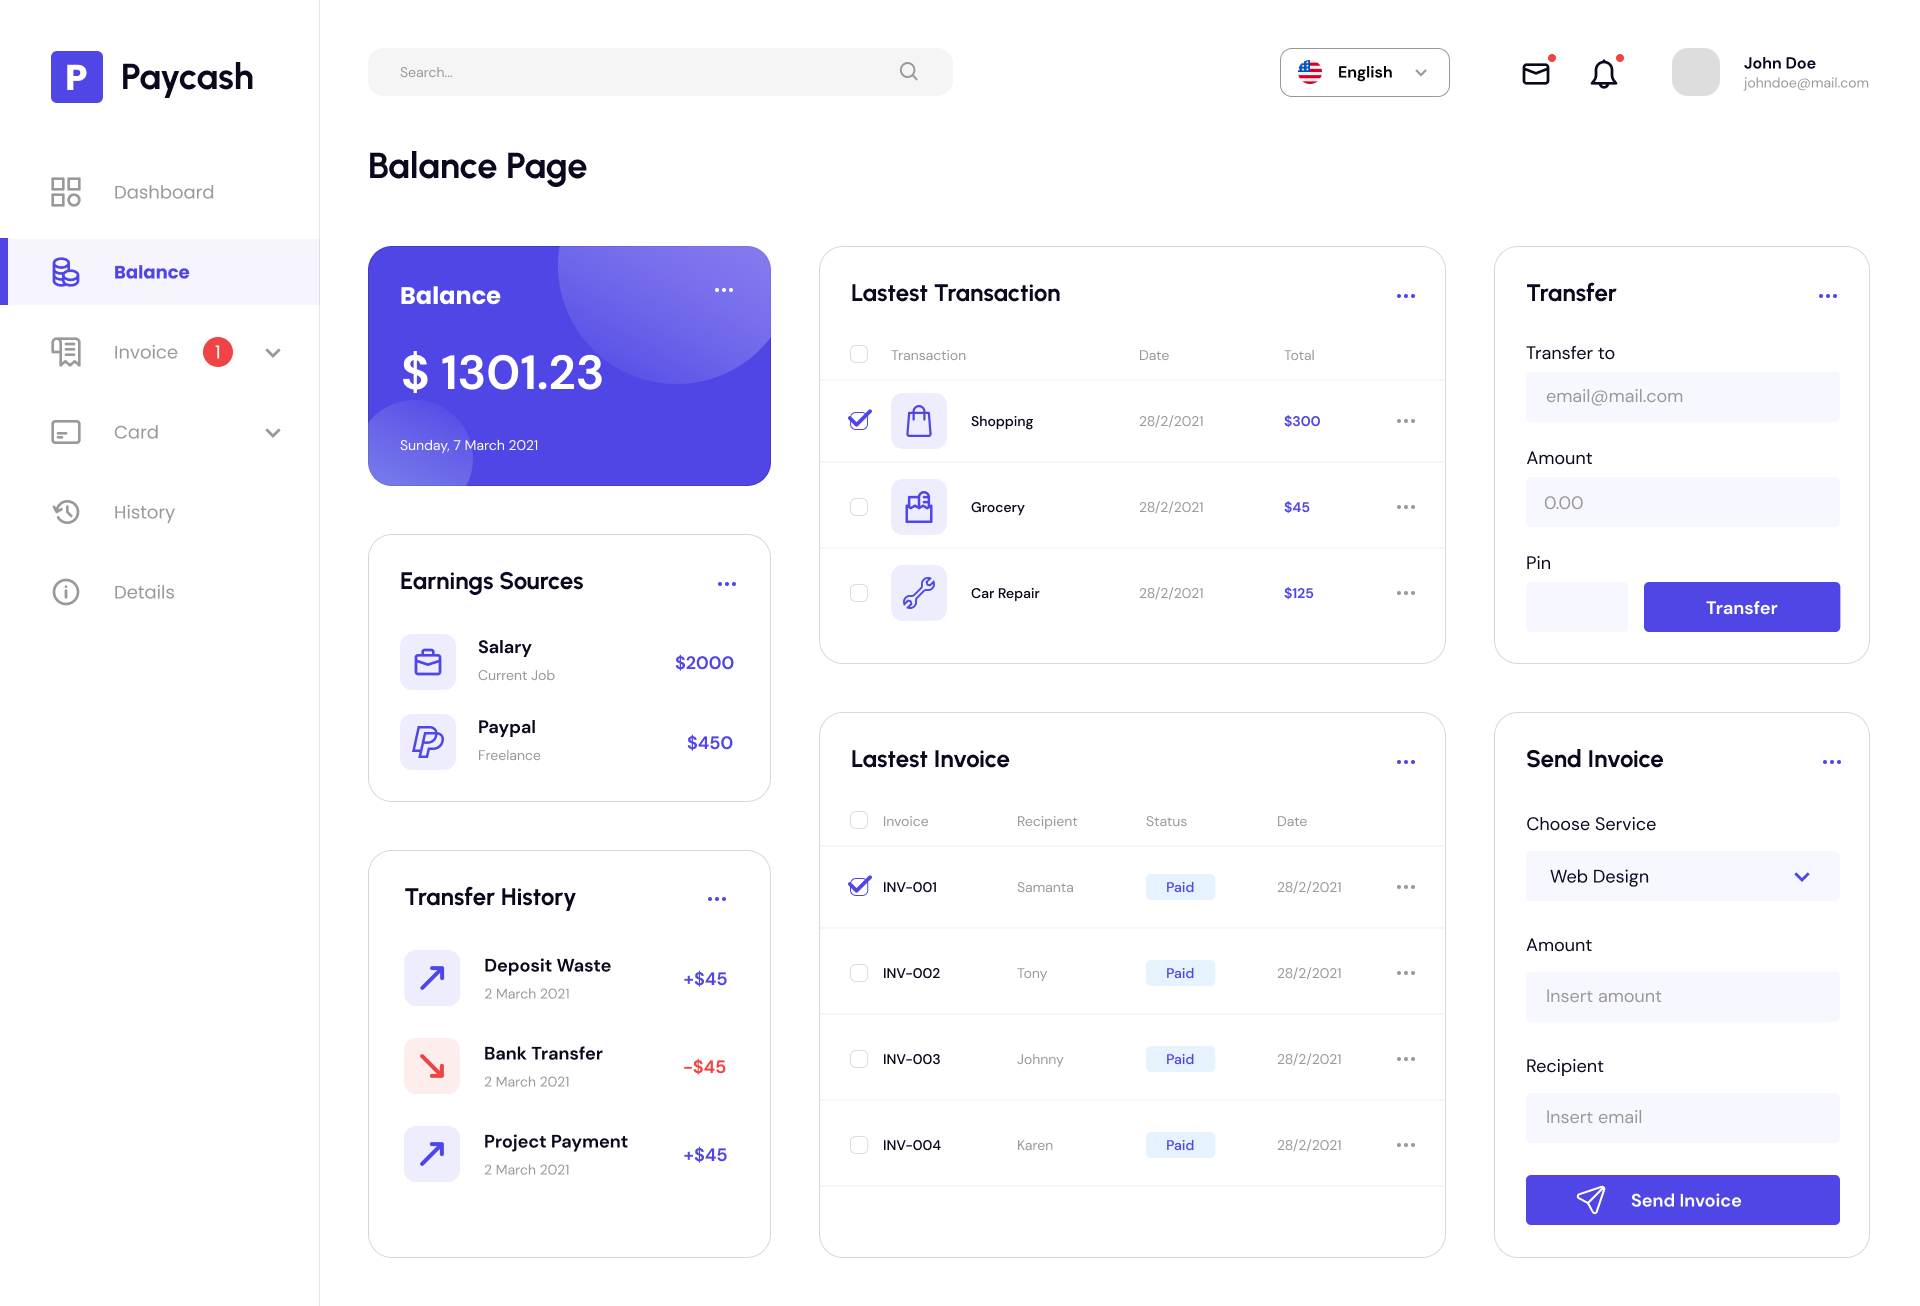 P Paycash
Search...
English
John Doe
johndoe@mail.com
Dashboard
Balance
Invoice 1
Card
History
Details
Balance Page
Balance
$ 1301.23
Sunday, 7 March 2021
Earnings Sources
Salary
Current Job
$2000
Paypal
Freelance
$450
Transfer History
Deposit Waste
2 March 2021
+$45
Bank Transfer
2 March 2021
-$45
Project Payment
2 March 2021
+$45
Lastest Transaction
Transaction Date Total
Shopping 28/2/2021 $300
Grocery 28/2/2021 $45
Car Repair 28/2/2021 $125
Lastest Invoice
Invoice Recipient Status Date
INV-001 Samanta Paid 28/2/2021
INV-002 Tony Paid 28/2/2021
INV-003 Johnny Paid 28/2/2021
INV-004 Karen Paid 28/2/2021
Transfer
Transfer to
email@mail.com
Amount
0.00
Pin
Transfer
Send Invoice
Choose Service
Web Design
Amount
Insert amount
Recipient
Insert email
Send Invoice